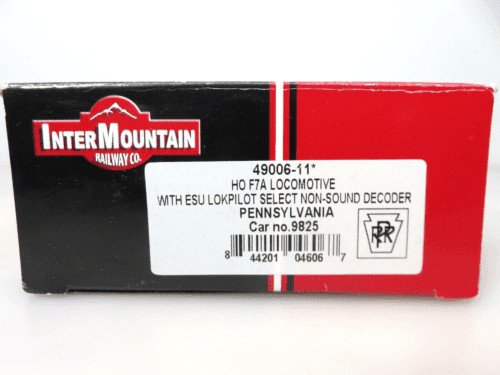 INTERMOUNTAIN
RAILWAY CO.
49006-11*
HO F7A LOCOMOTIVE
WITH ESU LOKPILOT SELECT NON-SOUND DECODER
PENNSYLVANIA
Car no.9825
8 44201 04606 7
PRR